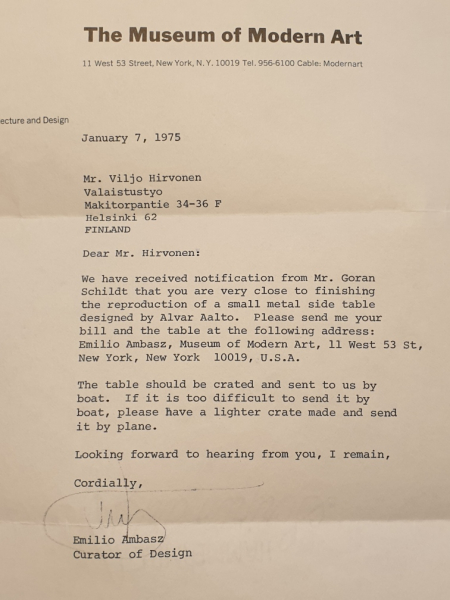 The Museum of Modern Art
11 West 53 Street, New York, N.Y. 10019 Tel. 956-6100 Cable: Modernart
ecture and Design
January 7, 1975
Mr. Viljo Hirvonen
Valaistustyo
Makitorpantie 34-36 F
Helsinki 62
FINLAND
Dear Mr. Hirvonen:
We have received notification from Mr. Goran
Schildt that you are very close to finishing
the reproduction of a small metal side table
designed by Alvar Aalto. Please send me your
bill and the table at the following address:
Emilio Ambasz, Museum of Modern Art, 11 West 53 St,
New York, New York 10019, U.S.A.
The table should be crated and sent to us by
boat. If it is too difficult to send it by
boat, please have a lighter crate made and send
it by plane.
Looking forward to hearing from you, I remain,
Cordially,
Emilio Ambasz
Curator of Design